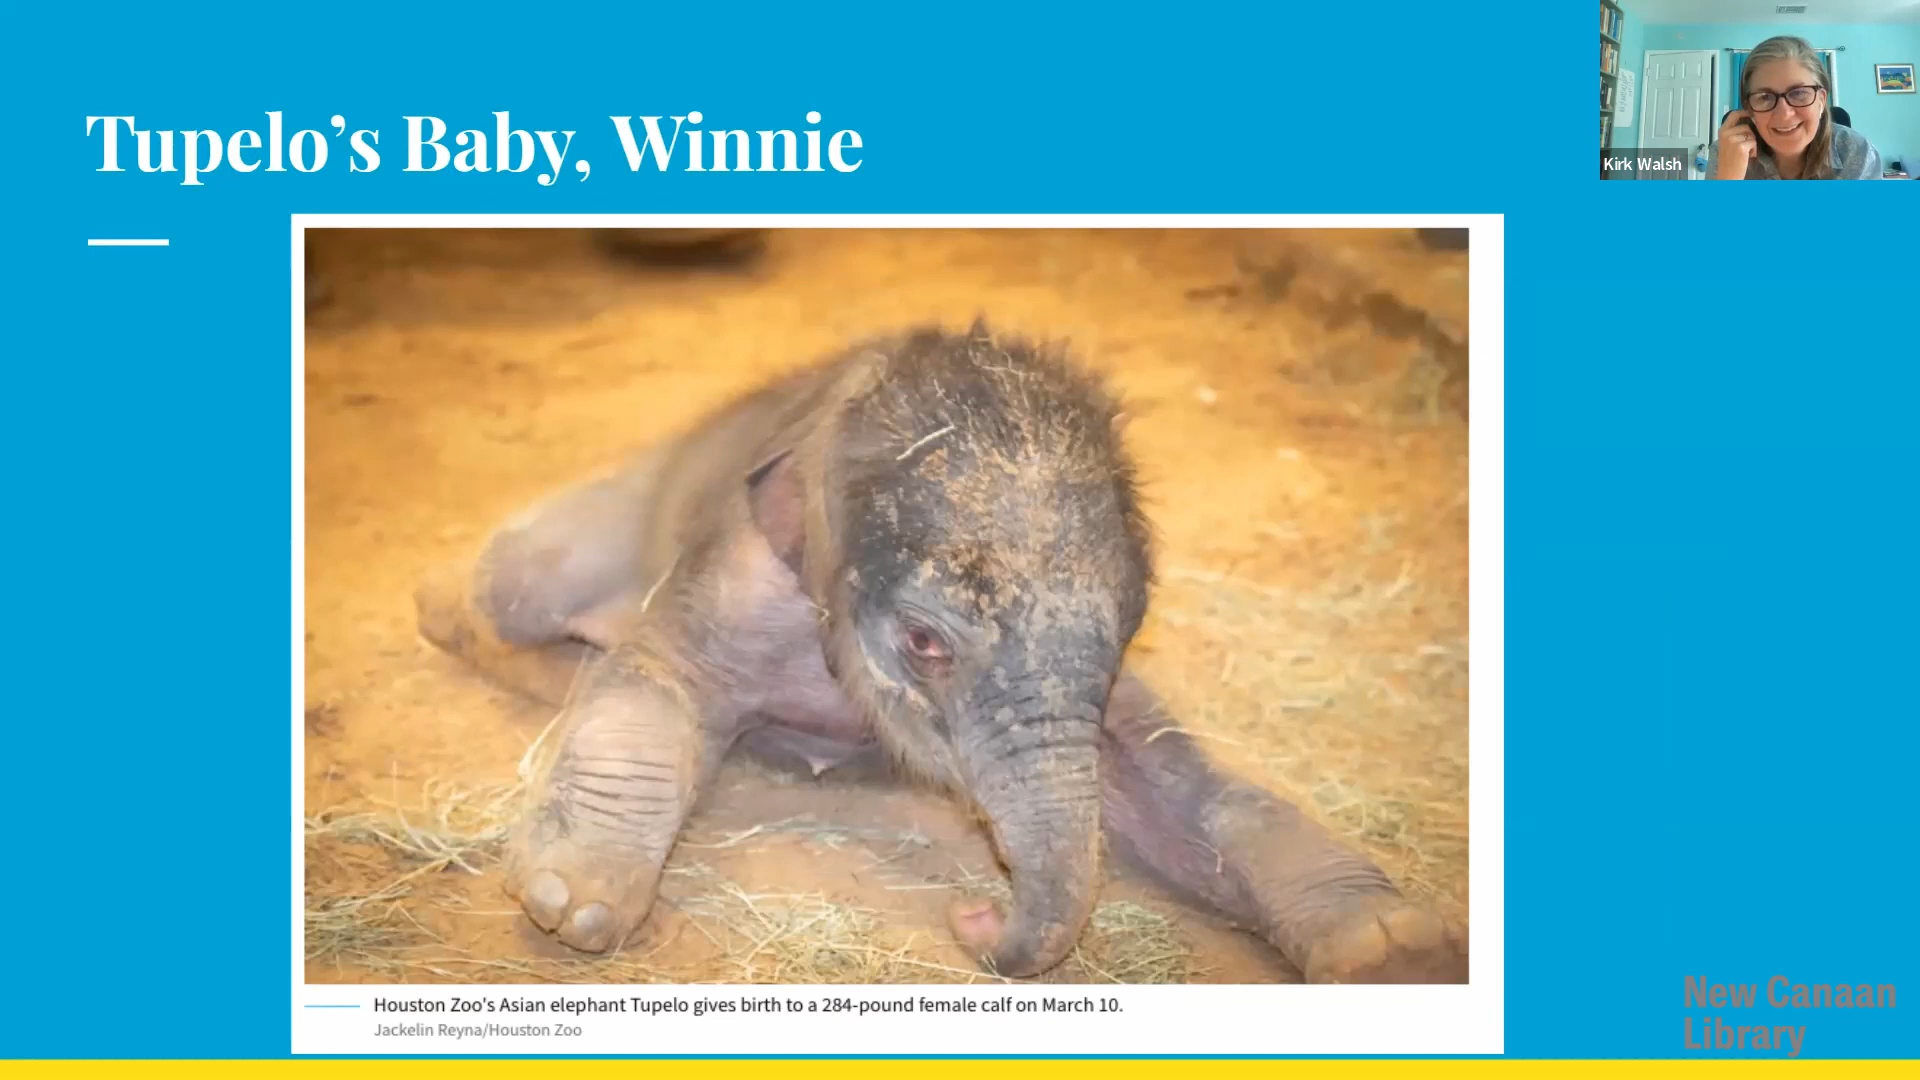 Tupelo's Baby, Winnie
Kirk Walsh
Houston Zoo's Asian elephant Tupelo gives birth to a 284-pound female calf on March 10.
Jackelin Reyna/Houston Zoo
New Canaan
Library